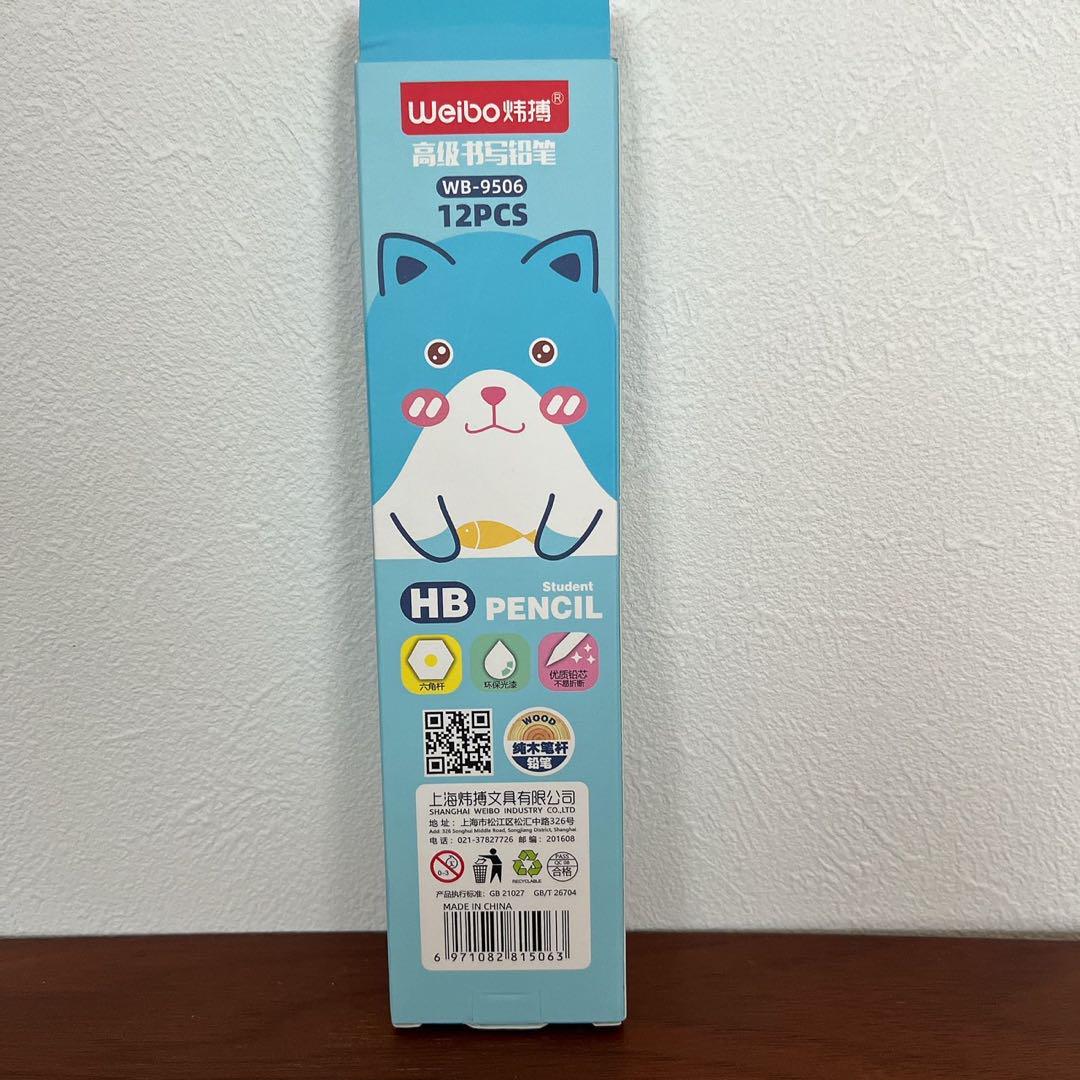 Weibo炜搏®
高级书写铅笔
WB-9506
12PCS
HB
Student
PENCIL
六角杆
环保光漆
优质铅芯
不易折断
WOOD
纯木笔杆
铅笔
上海炜搏文具有限公司
SHANGHAI WEIBO INDUSTRY CO.,LTD
地 址： 上海市松江区松汇中路326号
Add: 326 Songhui Middle Road, Songjiang District, Shanghai
电 话： 021-37827726 邮 编： 201608
0-3
RECYCLABLE
PASS
QC 08
合格
产品执行标准： GB 21027 GB/T 26704
MADE IN CHINA
6 971082 815063